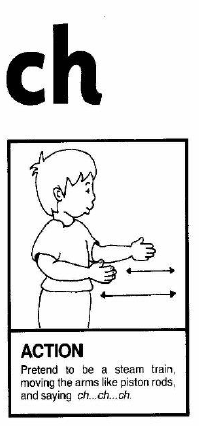 ch
ACTION
Pretend to be a steam train,
moving the arms like piston rods,
and saying ch...ch...ch.